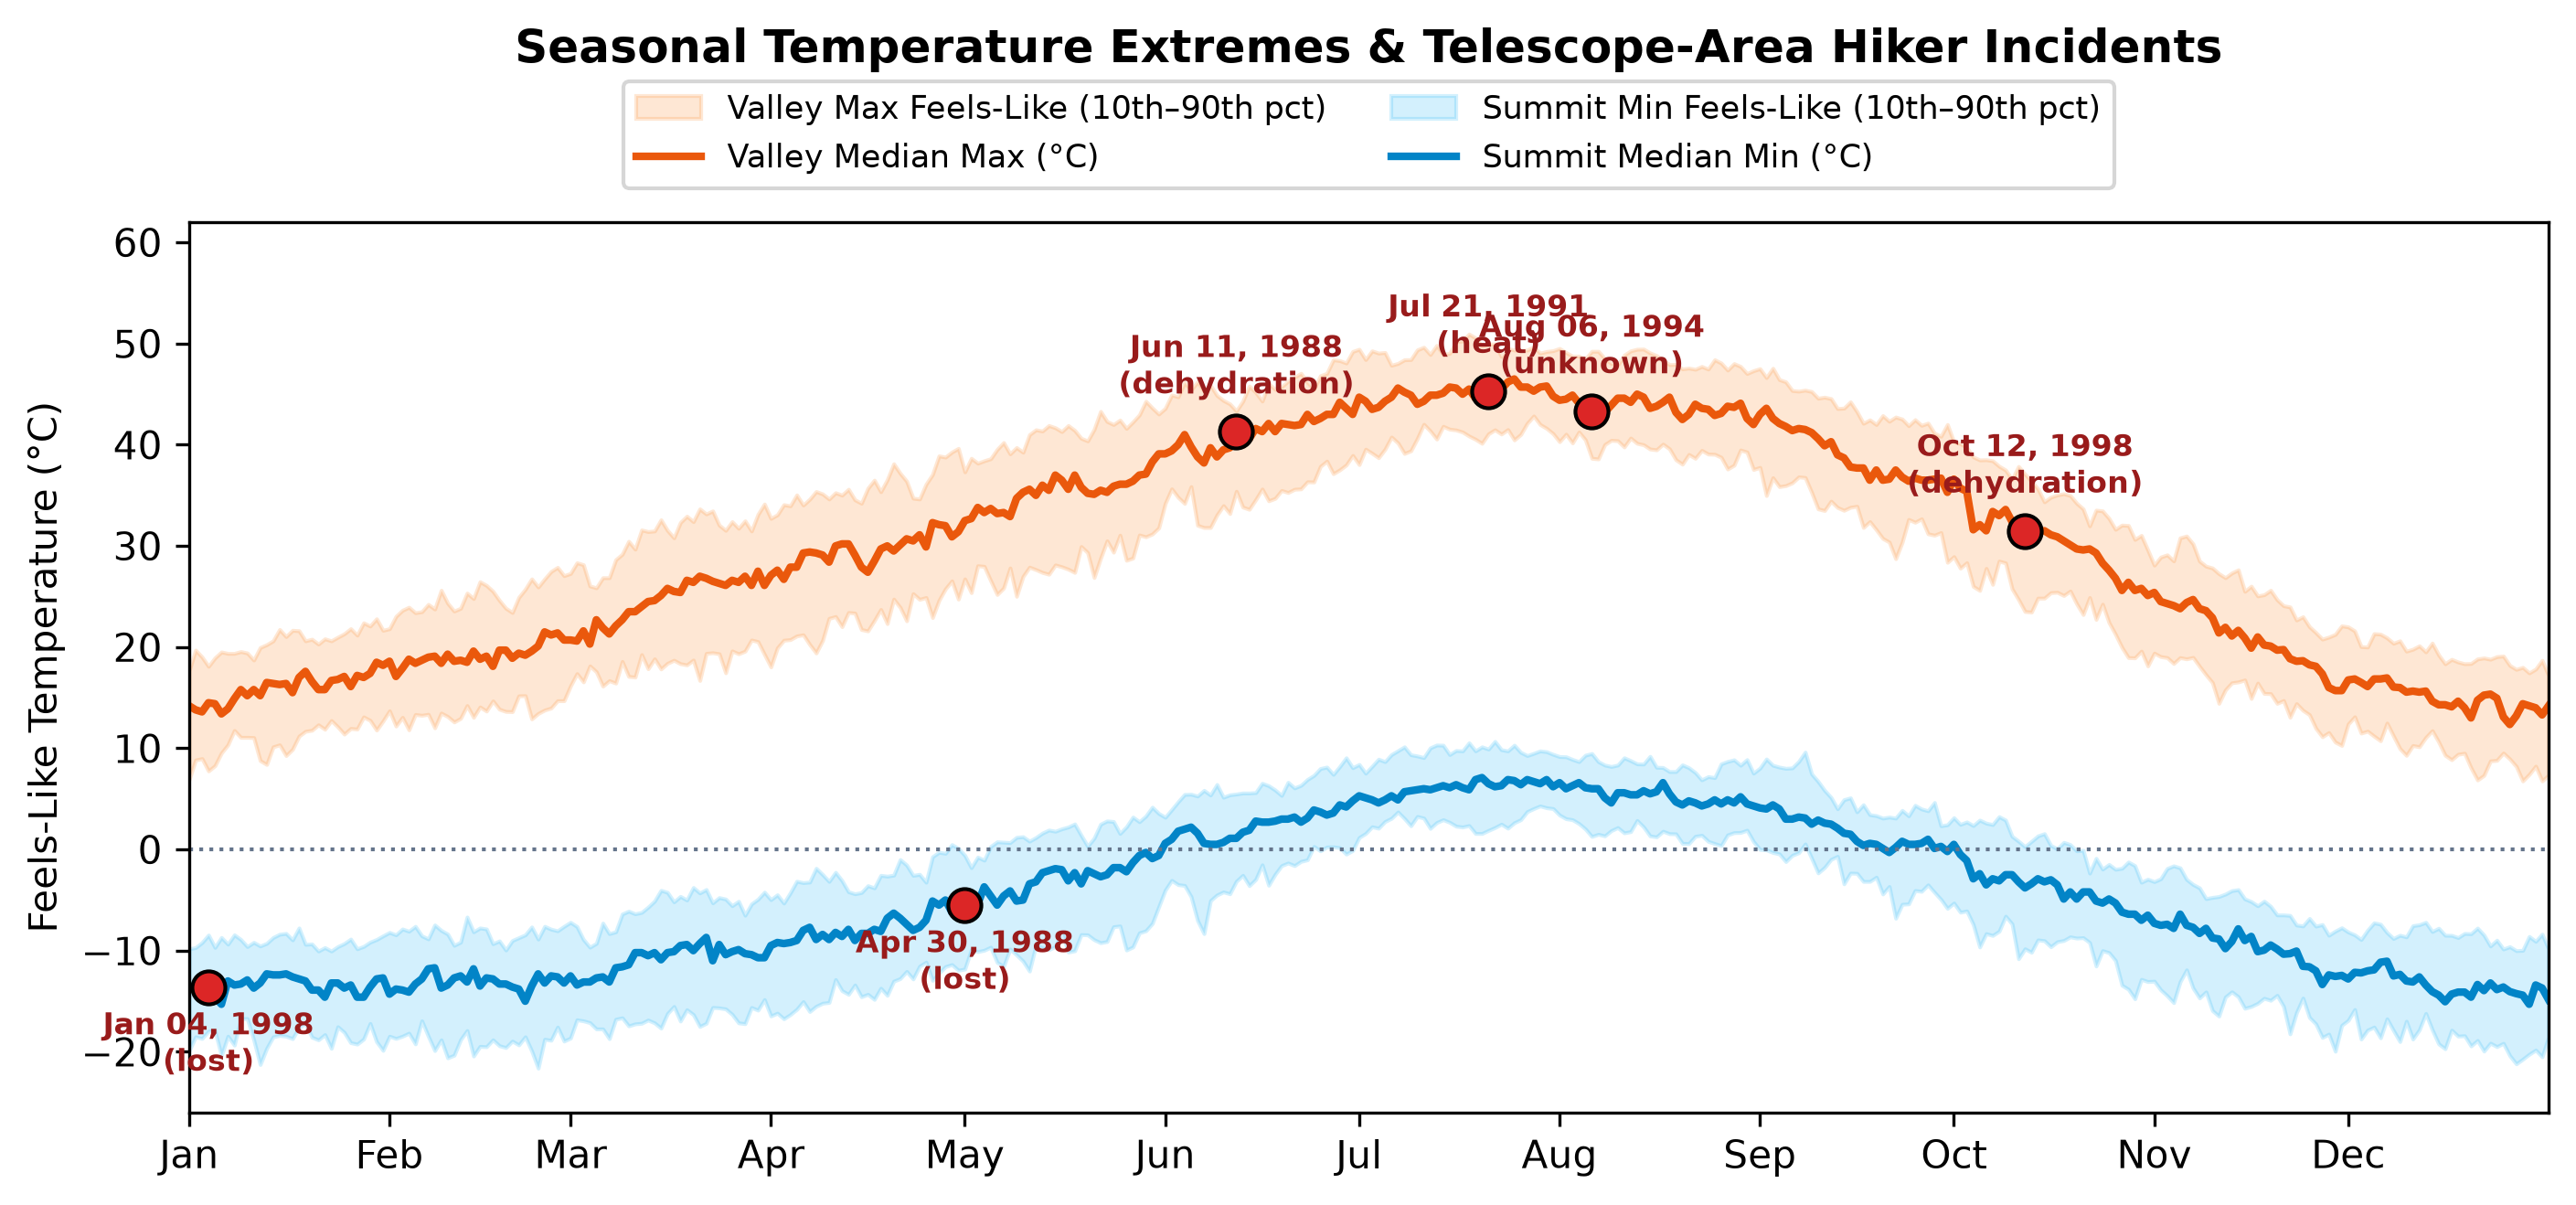 Seasonal Temperature Extremes & Telescope-Area Hiker Incidents
Valley Max Feels-Like (10th–90th pct)
Valley Median Max (°C)
Summit Min Feels-Like (10th–90th pct)
Summit Median Min (°C)
Feels-Like Temperature (°C)
60
50
40
30
20
10
0
−10
−20
Jul 21, 1991
(heat)
Aug 06, 1994
(unknown)
Jun 11, 1988
(dehydration)
Oct 12, 1998
(dehydration)
Apr 30, 1988
(lost)
Jan 04, 1998
(lost)
Jan
Feb
Mar
Apr
May
Jun
Jul
Aug
Sep
Oct
Nov
Dec